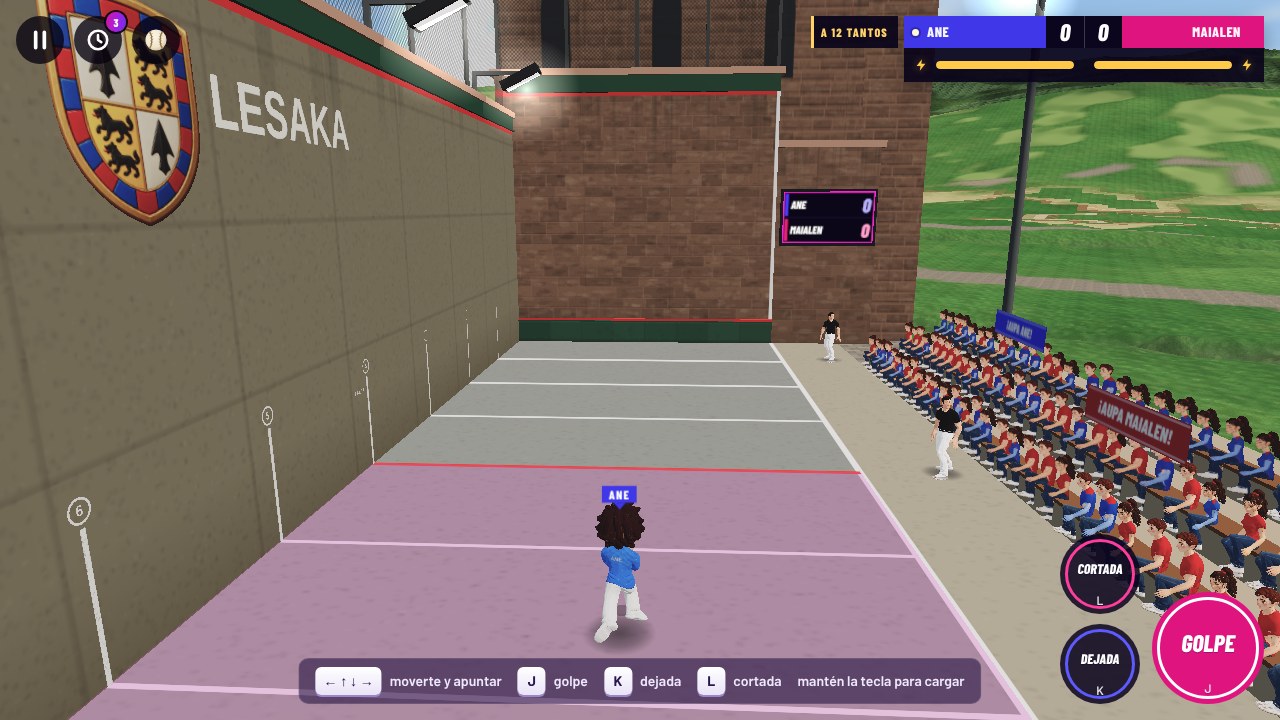 3
A 12 TANTOS
ANE
0
0
MAIALEN
LESAKA
ANE 0
MAIALEN 0
¡AUPA ANE!
¡AUPA MAIALEN!
5
6
ANE
CORTADA
L
GOLPE
J
DEJADA
K
← ↑ ↓ → moverte y apuntar J golpe K dejada L cortada mantén la tecla para cargar